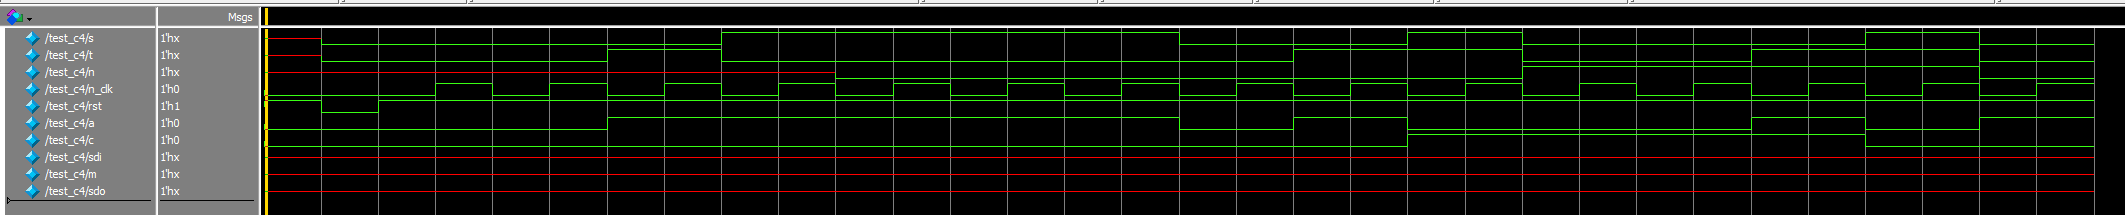 Msgs
/test_c4/s 1'hx
/test_c4/t 1'hx
/test_c4/n 1'hx
/test_c4/n_clk 1'h0
/test_c4/rst 1'h1
/test_c4/a 1'h0
/test_c4/c 1'h0
/test_c4/sdi 1'hx
/test_c4/m 1'hx
/test_c4/sdo 1'hx